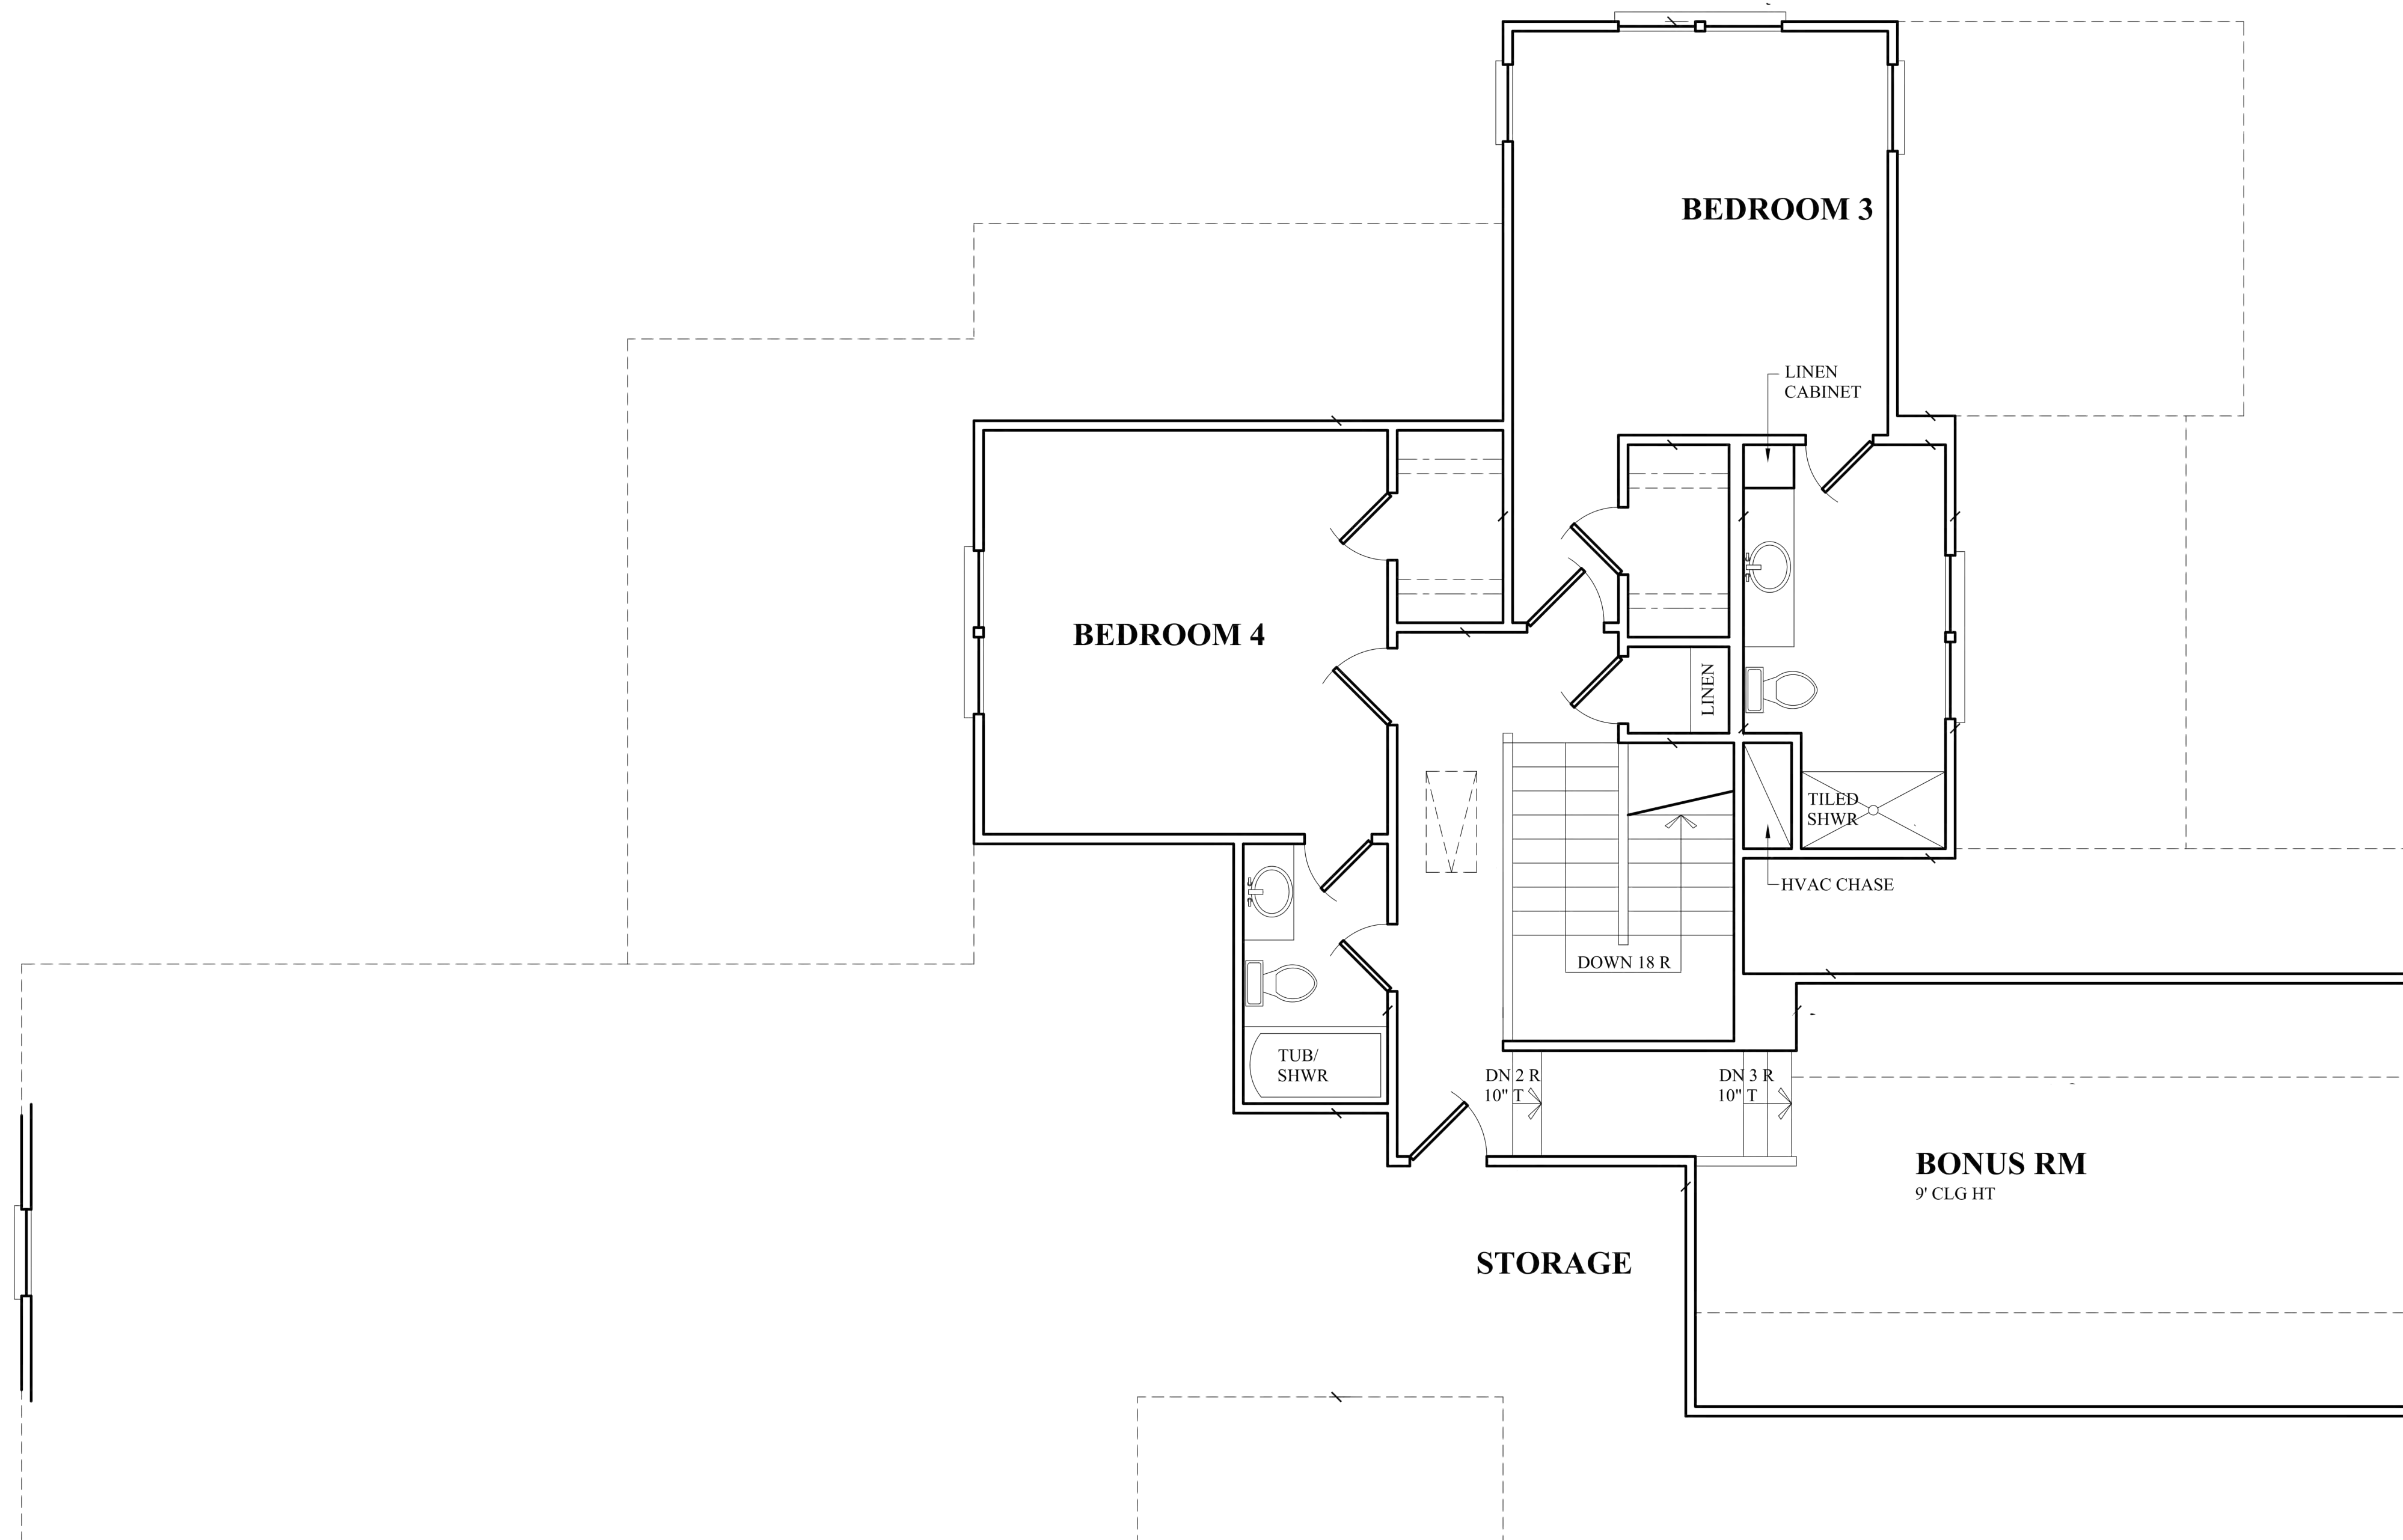 BEDROOM 3
LINEN
CABINET
BEDROOM 4
LINEN
TILED
SHWR
HVAC CHASE
DOWN 18 R
TUB/
SHWR
DN 2 R
10" T
DN 3 R
10" T
BONUS RM
9' CLG HT
STORAGE